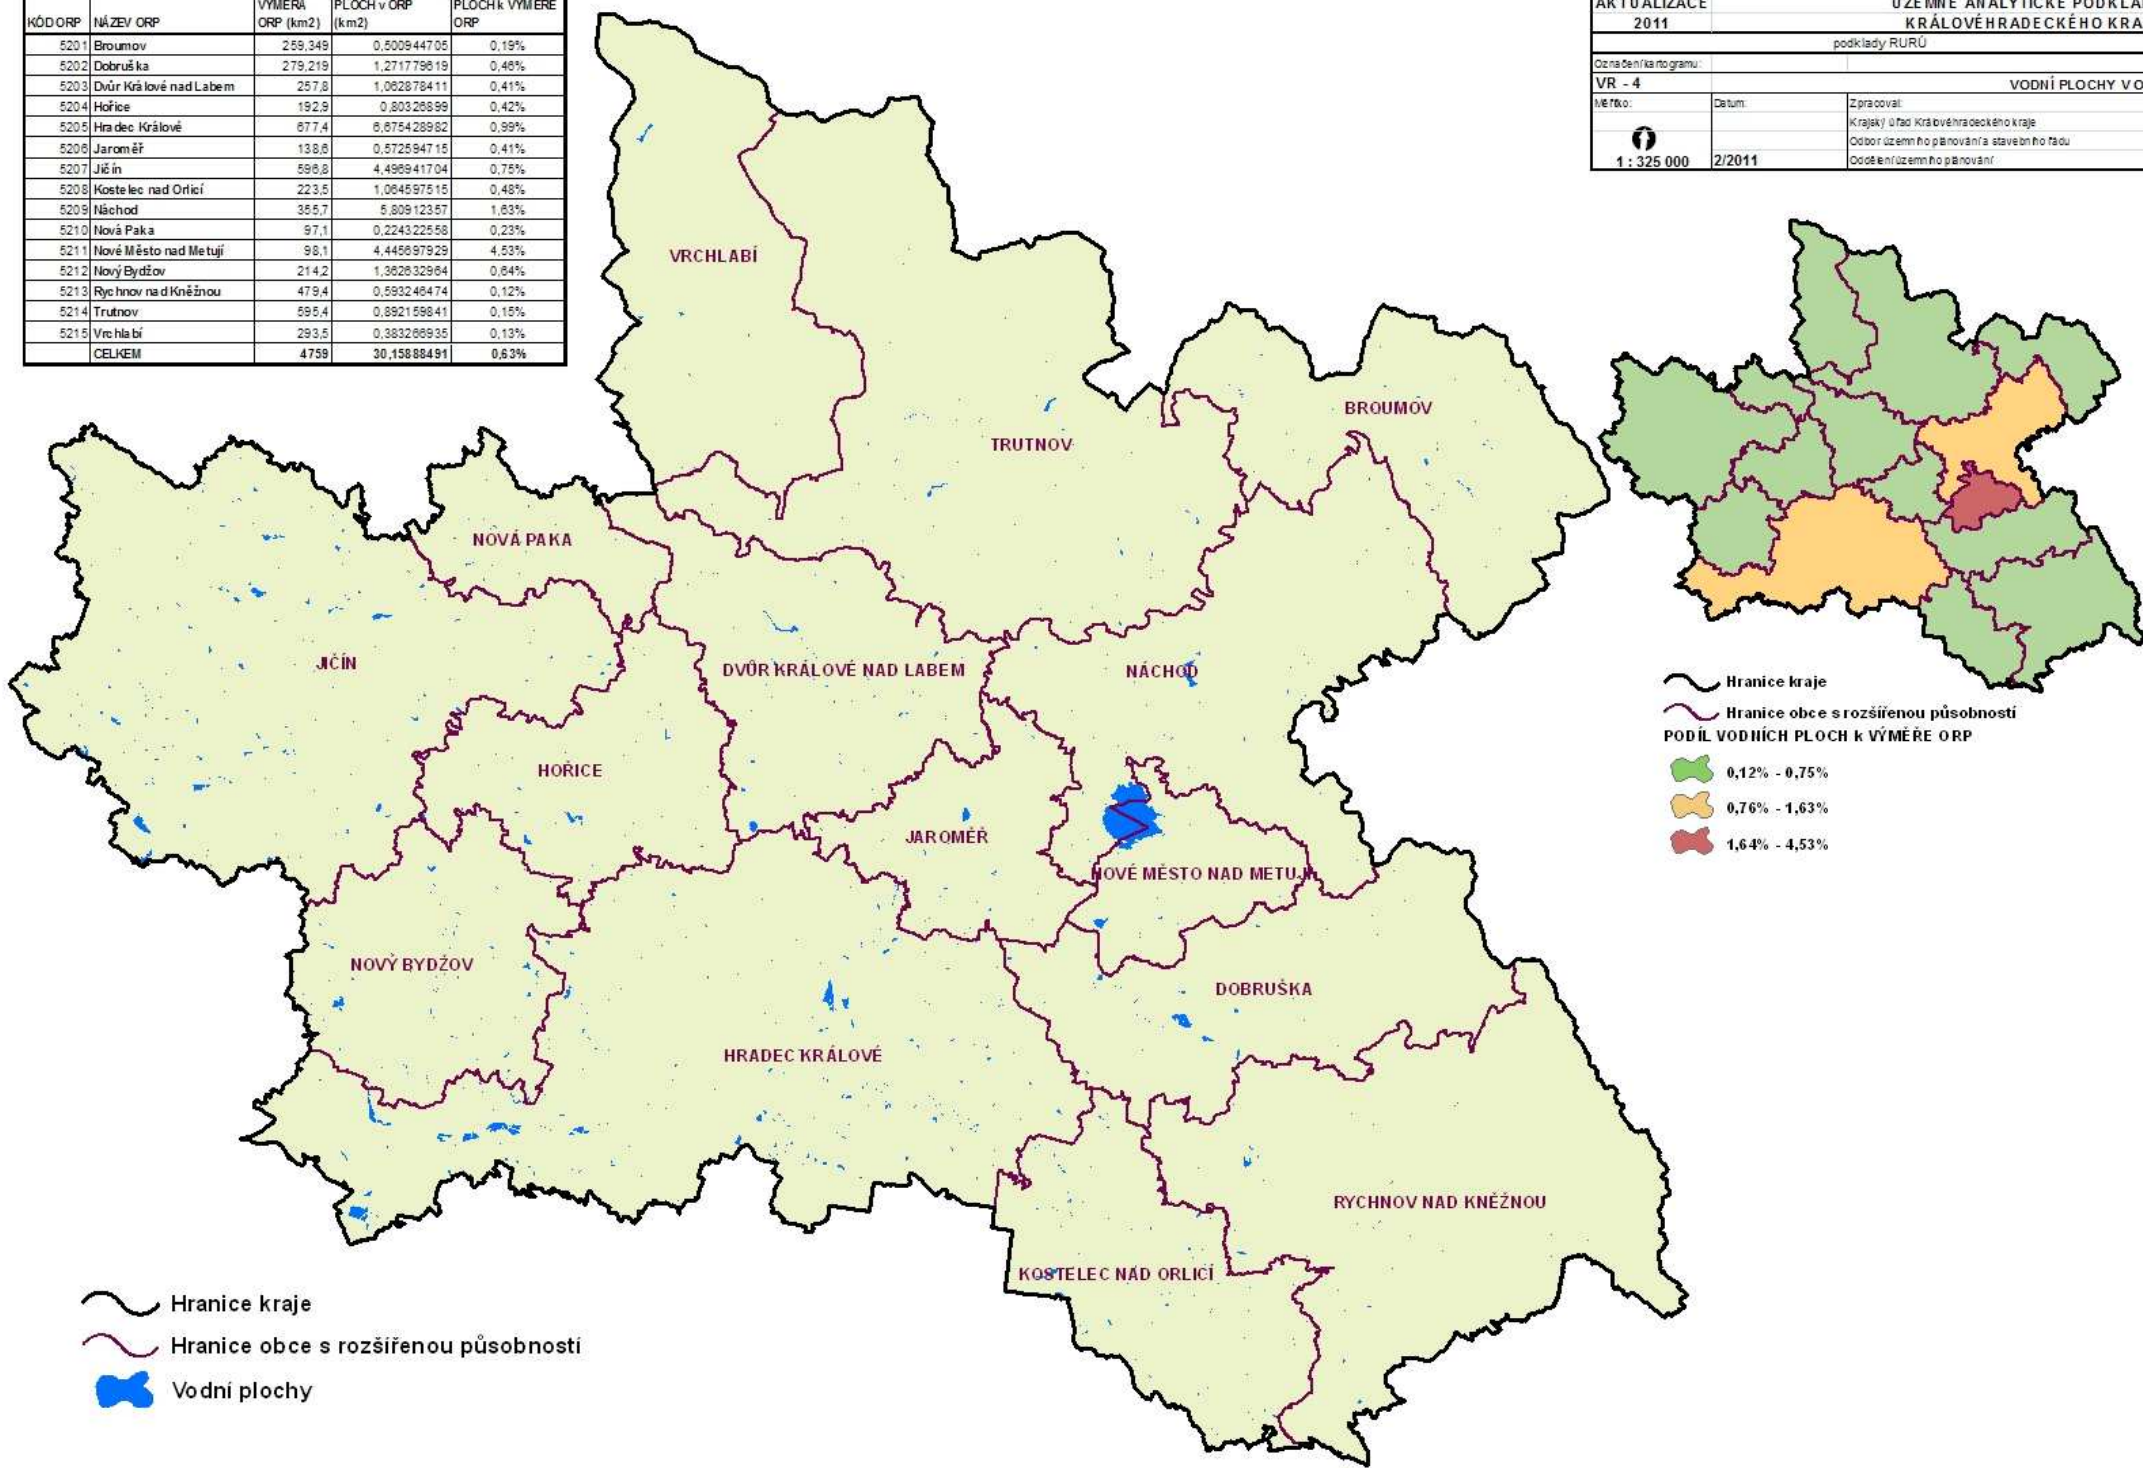 KÓD ORP NÁZEV ORP VÝMĚRA ORP (km2) PLOCH v ORP (km2) PLOCH k VÝMĚŘE ORP
5201 Broumov 259,349 0,500944705 0,19%
5202 Dobruška 279,219 1,271779619 0,46%
5203 Dvůr Králové nad Labem 257,8 1,062878411 0,41%
5204 Hořice 192,9 0,80326899 0,42%
5205 Hradec Králové 677,4 6,675428982 0,99%
5206 Jaroměř 138,6 0,572594715 0,41%
5207 Jičín 596,8 4,496941704 0,75%
5208 Kostelec nad Orlicí 223,5 1,064597515 0,48%
5209 Náchod 355,7 5,80912357 1,63%
5210 Nová Paka 97,1 0,224322558 0,23%
5211 Nové Město nad Metují 98,1 4,445697929 4,53%
5212 Nový Bydžov 214,2 1,362632964 0,64%
5213 Rychnov nad Kněžnou 479,4 0,593246474 0,12%
5214 Trutnov 595,4 0,892159841 0,15%
5215 Vrchlabí 293,5 0,383266935 0,13%
CELKEM 4759 30,15888491 0,63%
AKTUALIZACE 2011
ÚZEMNĚ ANALYTICKÉ PODKLA
KRÁLOVÉHRADECKÉHO KRA
podklady RURÚ
Označení kartogramu:
VR - 4 VODNÍ PLOCHY V O
Měřítko: Datum: Zpracoval:
Krajský úřad Královéhradeckého kraje
Odbor územního plánování a stavebního řádu
1 : 325 000 2/2011 Oddělení územního plánování
VRCHLABÍ
TRUTNOV
BROUMOV
NOVÁ PAKA
JIČÍN
DVŮR KRÁLOVÉ NAD LABEM
NÁCHOD
HOŘICE
JAROMĚŘ
NOVÉ MĚSTO NAD METUJÍ
NOVÝ BYDŽOV
DOBRUŠKA
HRADEC KRÁLOVÉ
RYCHNOV NAD KNĚŽNOU
KOSTELEC NAD ORLICÍ
Hranice kraje
Hranice obce s rozšířenou působností
PODÍL VODNÍCH PLOCH k VÝMĚŘE ORP
0,12% - 0,75%
0,76% - 1,63%
1,64% - 4,53%
Hranice kraje
Hranice obce s rozšířenou působností
Vodní plochy